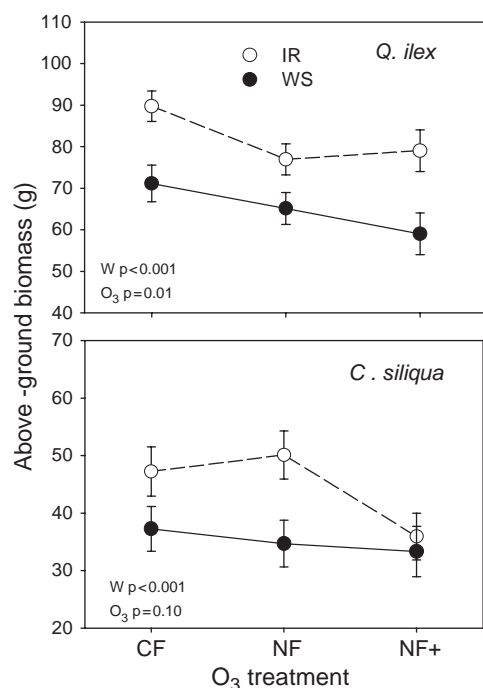 110
100
90
80
70
60
50
40
IR
WS
Q. ilex
W p<0.001
O3 p=0.01
Above -ground biomass (g)
70
60
50
40
30
20
C . siliqua
W p<0.001
O3 p=0.10
CF NF NF+
O3 treatment